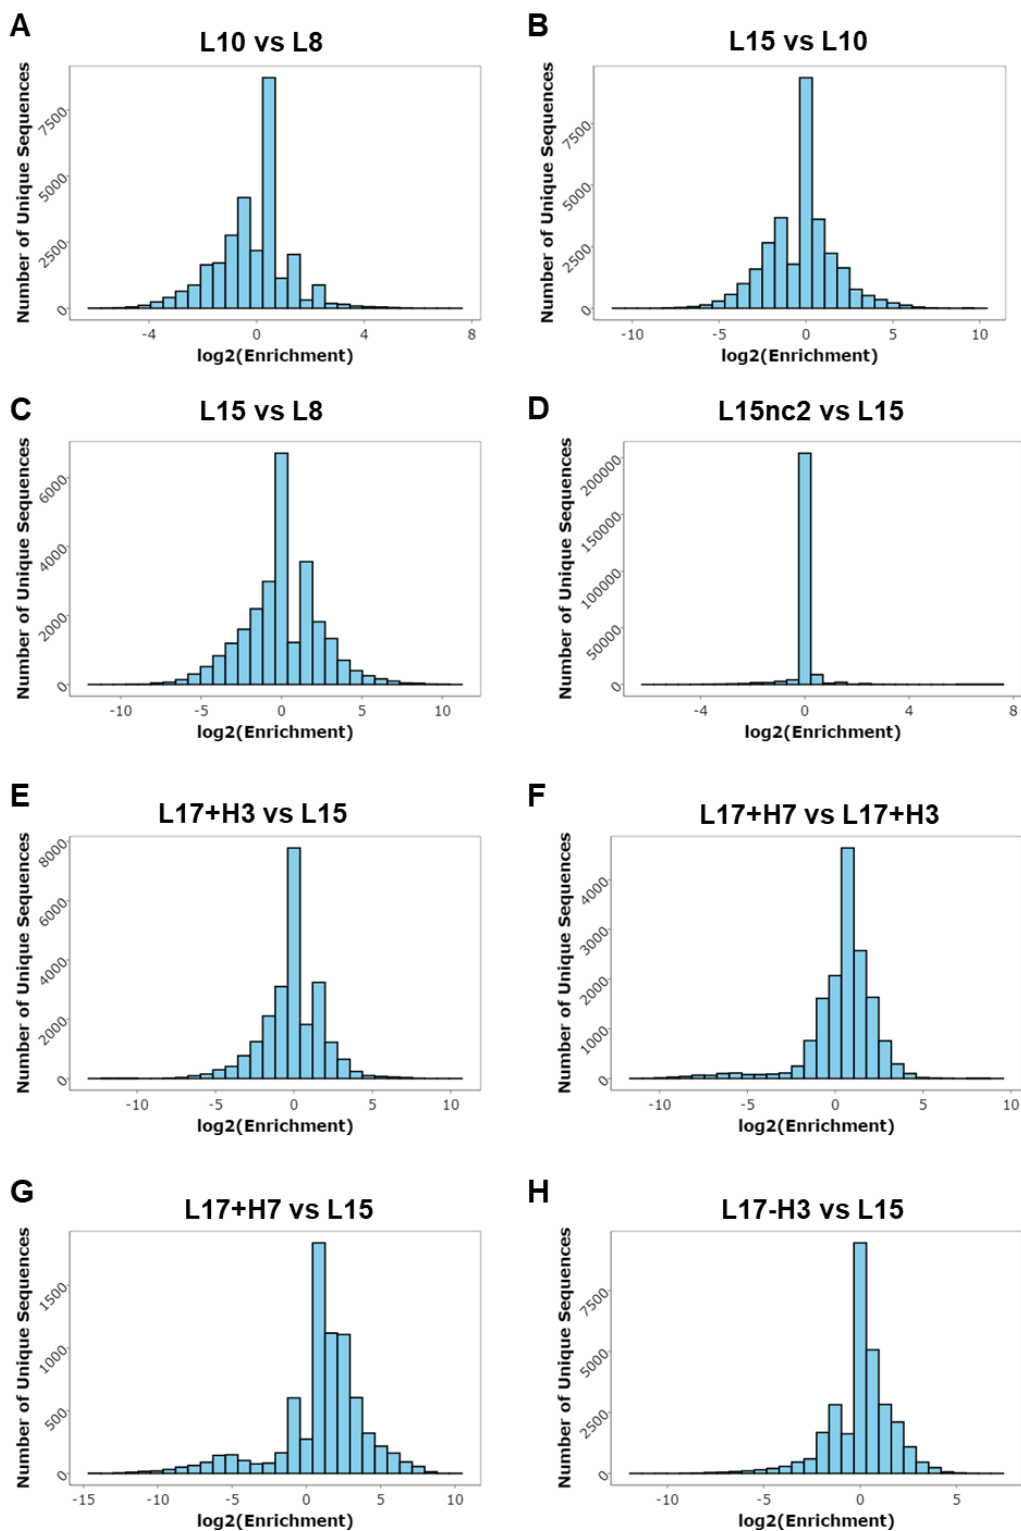 A
L10 vs L8
Number of Unique Sequences
7500
5000
2500
0
-4 0 4 8
log2(Enrichment)
B
L15 vs L10
Number of Unique Sequences
7500
5000
2500
0
-10 -5 0 5 10
log2(Enrichment)
C
L15 vs L8
Number of Unique Sequences
6000
4000
2000
0
-10 -5 0 5 10
log2(Enrichment)
D
L15nc2 vs L15
Number of Unique Sequences
200000
150000
100000
50000
0
-4 0 4 8
log2(Enrichment)
E
L17+H3 vs L15
Number of Unique Sequences
8000
6000
4000
2000
0
-10 -5 0 5 10
log2(Enrichment)
F
L17+H7 vs L17+H3
Number of Unique Sequences
4000
3000
2000
1000
0
-10 -5 0 5 10
log2(Enrichment)
G
L17+H7 vs L15
Number of Unique Sequences
1500
1000
500
0
-15 -10 -5 0 5 10
log2(Enrichment)
H
L17-H3 vs L15
Number of Unique Sequences
7500
5000
2500
0
-10 -5 0 5
log2(Enrichment)